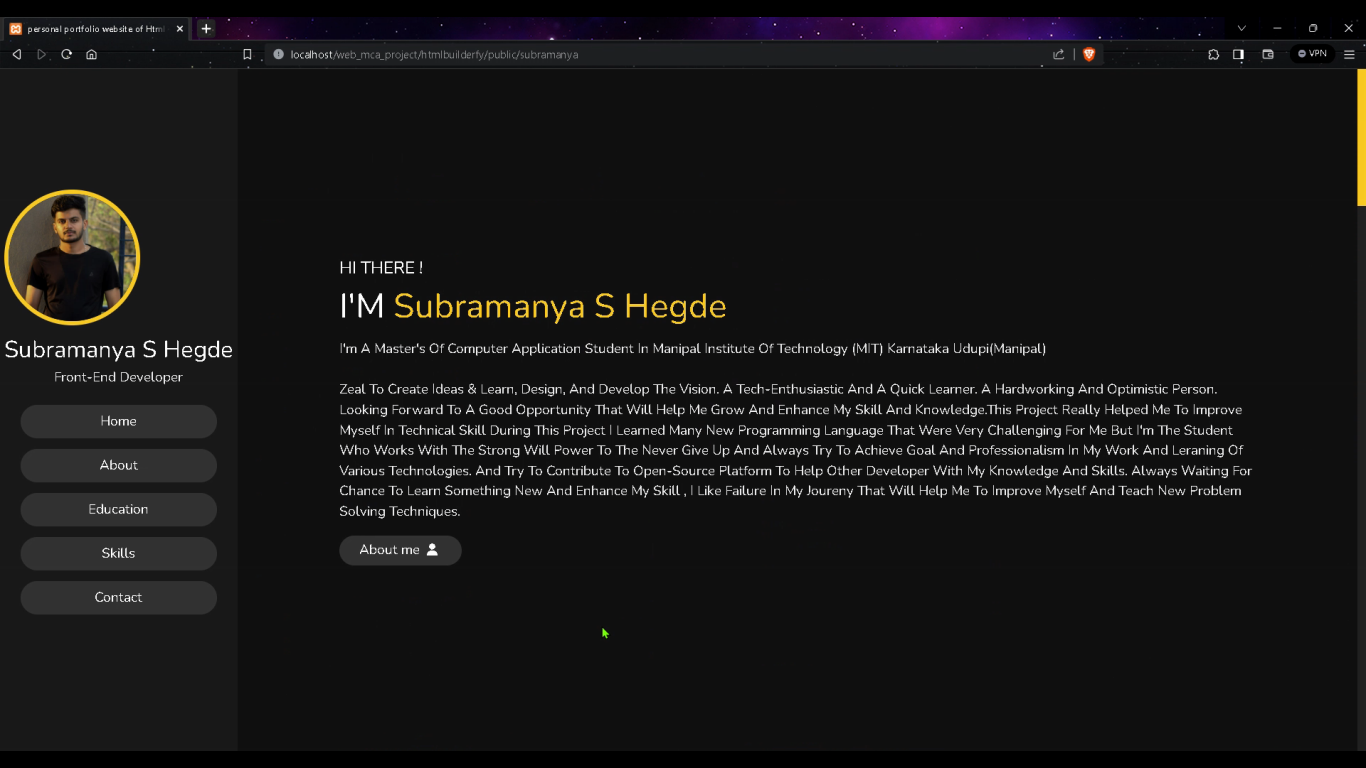 personal portfolio website of Html
localhost/web_mca_project/htmlbuilderfy/public/subramanya
VPN
Subramanya S Hegde
Front-End Developer
Home
About
Education
Skills
Contact
HI THERE !
I'M Subramanya S Hegde
I'm A Master's Of Computer Application Student In Manipal Institute Of Technology (MIT) Karnataka Udupi(Manipal)
Zeal To Create Ideas & Learn, Design, And Develop The Vision. A Tech-Enthusiastic And A Quick Learner. A Hardworking And Optimistic Person.
Looking Forward To A Good Opportunity That Will Help Me Grow And Enhance My Skill And Knowledge.This Project Really Helped Me To Improve
Myself In Technical Skill During This Project I Learned Many New Programming Language That Were Very Challenging For Me But I'm The Student
Who Works With The Strong Will Power To The Never Give Up And Always Try To Achieve Goal And Professionalism In My Work And Leraning Of
Various Technologies. And Try To Contribute To Open-Source Platform To Help Other Developer With My Knowledge And Skills. Always Waiting For
Chance To Learn Something New And Enhance My Skill , I Like Failure In My Joureny That Will Help Me To Improve Myself And Teach New Problem
Solving Techniques.
About me